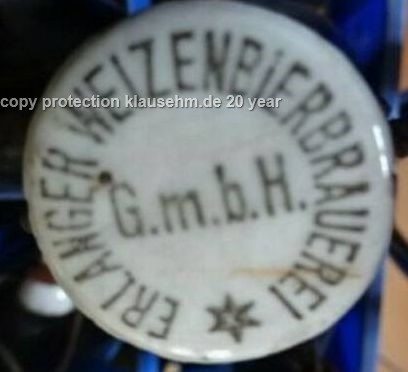 copy protection klausehm.de 20 year
ERLANGER WEIZENBIERBRAUEREI
G.m.b.H.